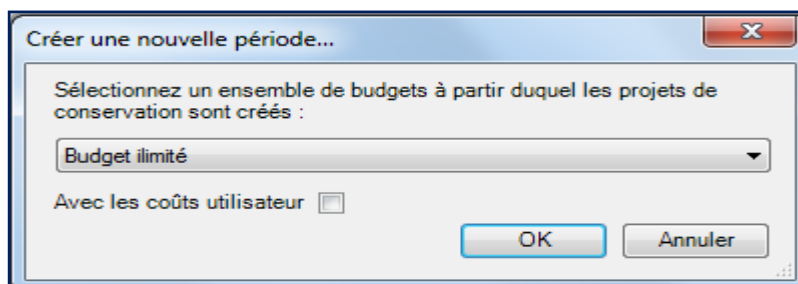 Créer une nouvelle période...
Sélectionnez un ensemble de budgets à partir duquel les projets de
conservation sont créés :
Budget ilimité
Avec les coûts utilisateur
OK Annuler